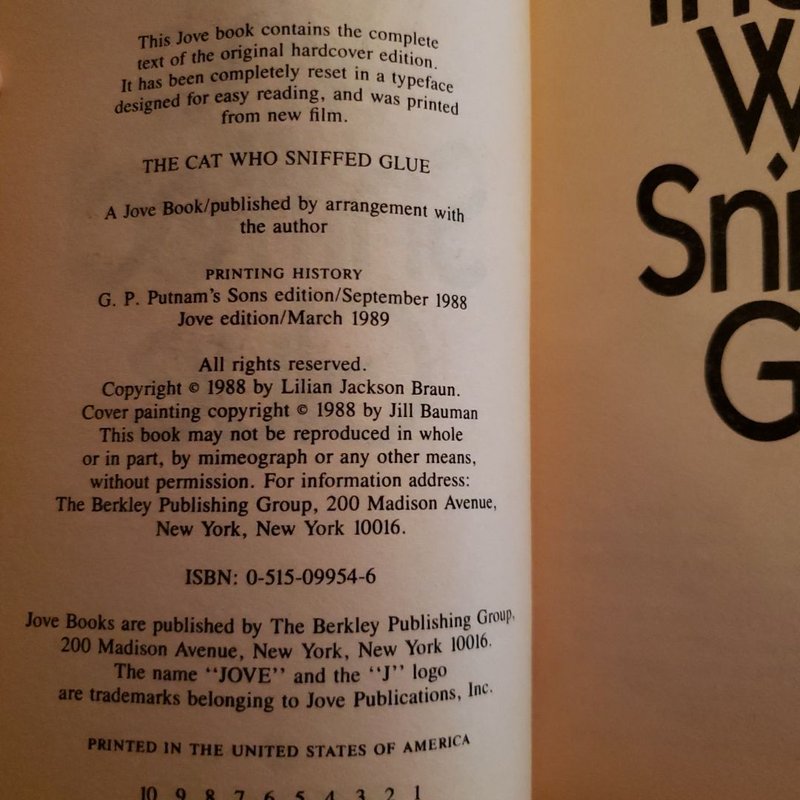 This Jove book contains the complete
text of the original hardcover edition.
It has been completely reset in a typeface
designed for easy reading, and was printed
from new film.
THE CAT WHO SNIFFED GLUE
A Jove Book/published by arrangement with
the author
PRINTING HISTORY
G. P. Putnam's Sons edition/September 1988
Jove edition/March 1989
All rights reserved.
Copyright © 1988 by Lilian Jackson Braun.
Cover painting copyright © 1988 by Jill Bauman
This book may not be reproduced in whole
or in part, by mimeograph or any other means,
without permission. For information address:
The Berkley Publishing Group, 200 Madison Avenue,
New York, New York 10016.
ISBN: 0-515-09954-6
Jove Books are published by The Berkley Publishing Group,
200 Madison Avenue, New York, New York 10016.
The name "JOVE" and the "J" logo
are trademarks belonging to Jove Publications, Inc.
PRINTED IN THE UNITED STATES OF AMERICA
10 9 8 7 6 5 4 3 2 1
W
Sni
G